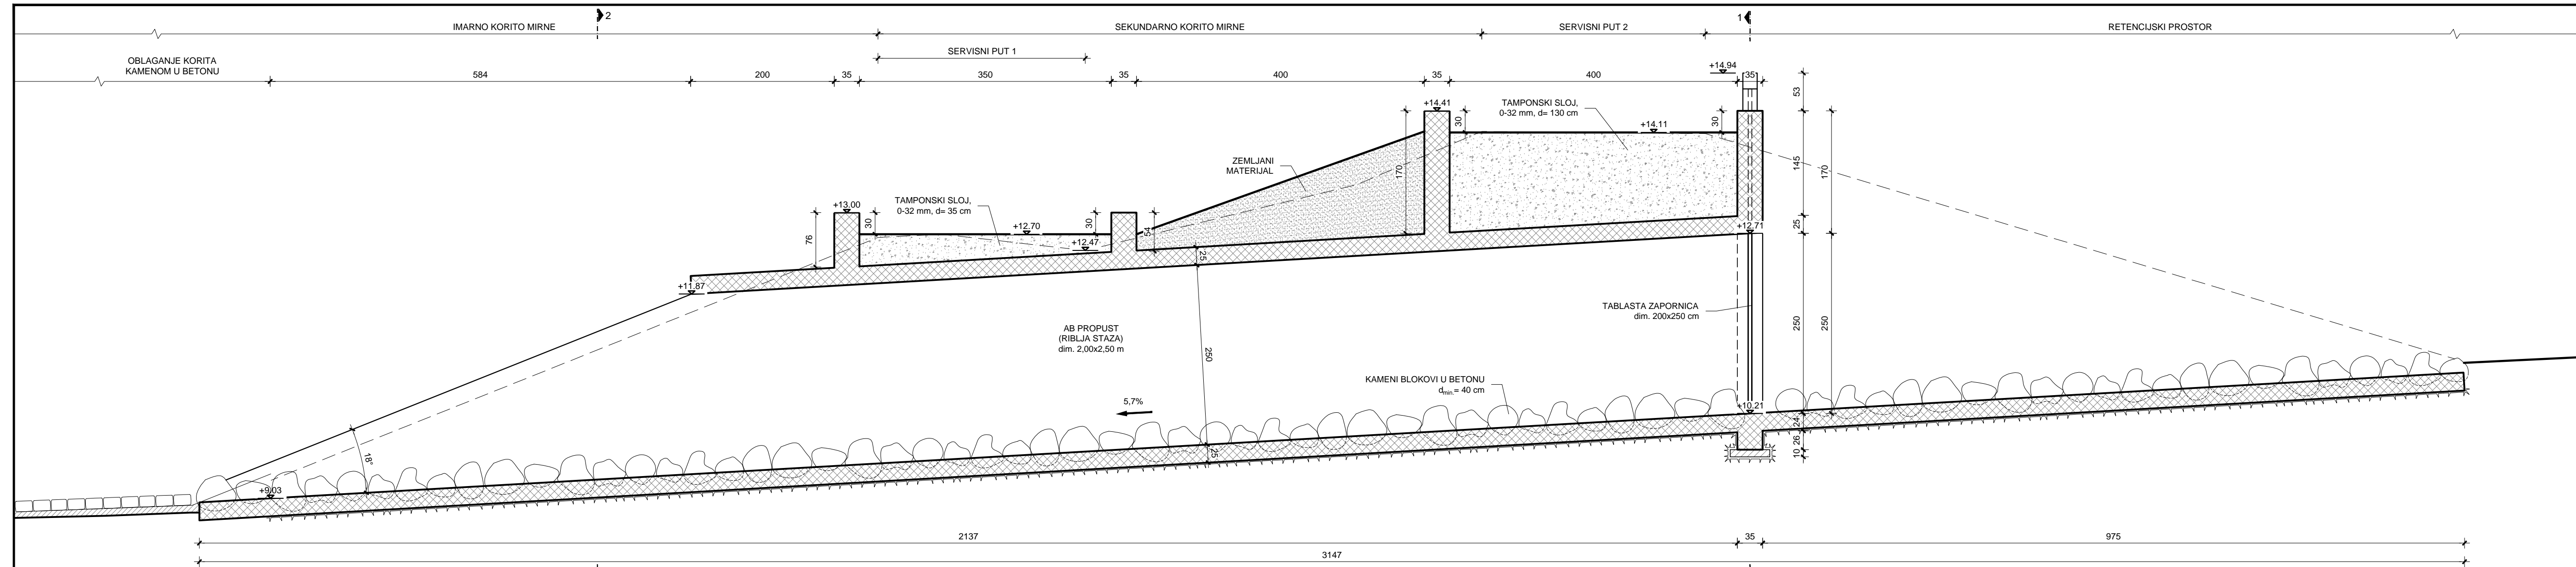 2
1
IMARNO KORITO MIRNE
SEKUNDARNO KORITO MIRNE
SERVISNI PUT 2
RETENCIJSKI PROSTOR
SERVISNI PUT 1
OBLAGANJE KORITA
KAMENOM U BETONU
584
200
35
350
35
400
35
400
35
+14.94
53
+14.41
30
TAMPONSKI SLOJ,
0-32 mm, d= 130 cm
+14.11
30
145
170
170
ZEMLJANI
MATERIJAL
+13.00
30
TAMPONSKI SLOJ,
0-32 mm, d= 35 cm
30
+12.70
+12.47
54
76
25
+12.71
25
+11.87
TABLASTA ZAPORNICA
dim. 200x250 cm
250
250
AB PROPUST
(RIBLJA STAZA)
dim. 2,00x2,50 m
250
KAMENI BLOKOVI U BETONU
dmin.= 40 cm
5,7%
+10.21
24
26
10
18°
25
+9.03
2137
35
975
3147